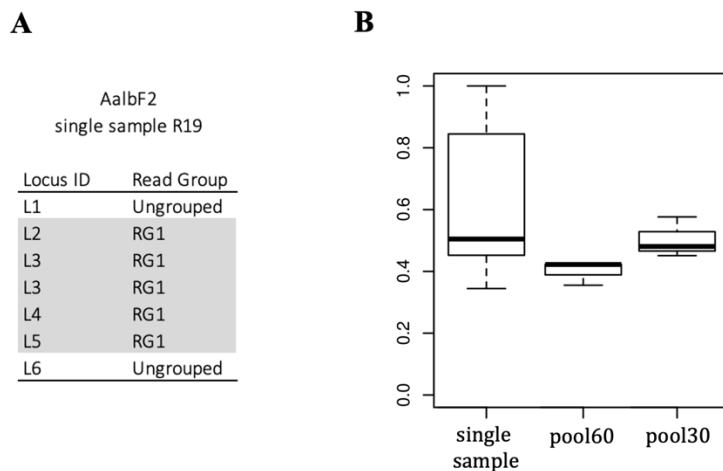 A
AalbF2
single sample R19
Locus ID Read Group
L1 Ungrouped
L2 RG1
L3 RG1
L3 RG1
L4 RG1
L5 RG1
L6 Ungrouped
B
1.0
0.8
0.6
0.4
0.2
0.0
single sample pool60 pool30